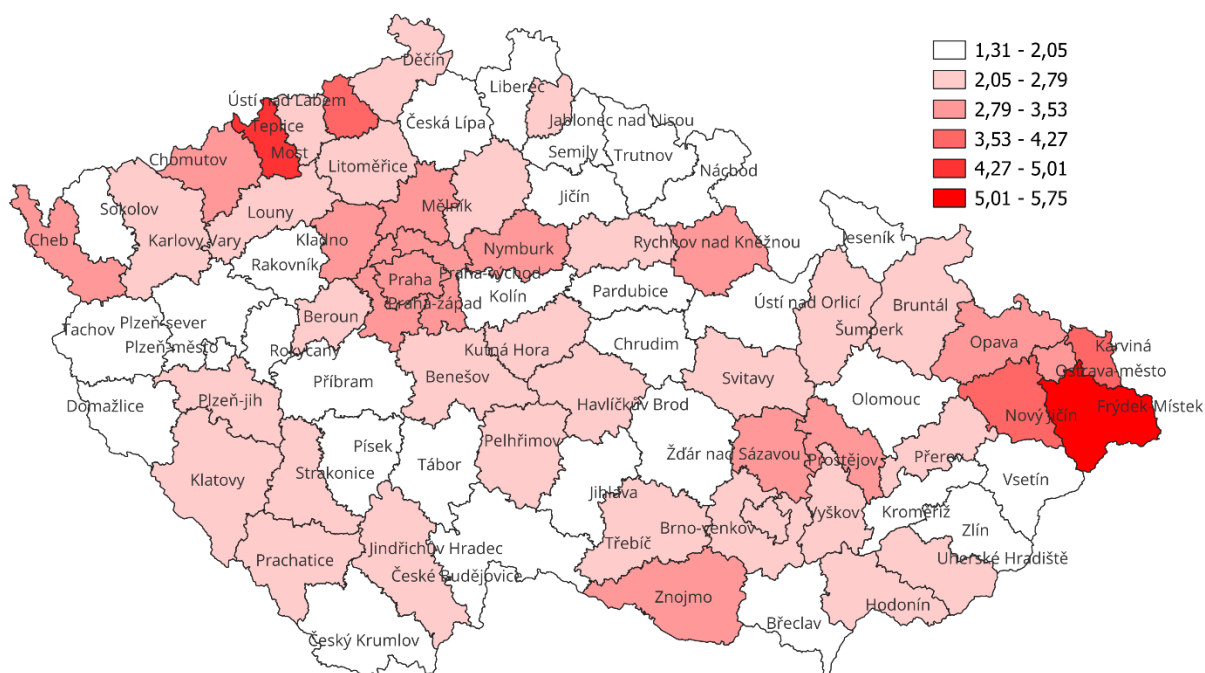 1,31 - 2,05
2,05 - 2,79
2,79 - 3,53
3,53 - 4,27
4,27 - 5,01
5,01 - 5,75
Děčín
Liberec
Ústí nad Labem
Teplice
Česká Lípa
Jablonec nad Nisou
Most
Semily
Trutnov
Chomutov
Litoměřice
Náchod
Jičín
Sokolov
Louny
Mělník
Cheb
Karlovy Vary
Kladno
Nymburk
Rychnov nad Kněžnou
Jeseník
Rakovník
Praha
Praha-východ
Kolín
Pardubice
Praha-západ
Ústí nad Orlicí
Bruntál
Beroun
Tachov
Plzeň-sever
Šumperk
Plzeň-město
Rokycany
Kutná Hora
Chrudim
Opava
Karviná
Ostrava-město
Příbram
Benešov
Svitavy
Domažlice
Plzeň-jih
Havlíčkův Brod
Olomouc
Nový Jičín
Frýdek-Místek
Písek
Pelhřimov
Žďár nad Sázavou
Prostějov
Přerov
Klatovy
Strakonice
Tábor
Jihlava
Vsetín
Vyškov
Kroměříž
Brno-venkov
Zlín
Třebíč
Jindřichův Hradec
Prachatice
Uherské Hradiště
České Budějovice
Znojmo
Hodonín
Břeclav
Český Krumlov